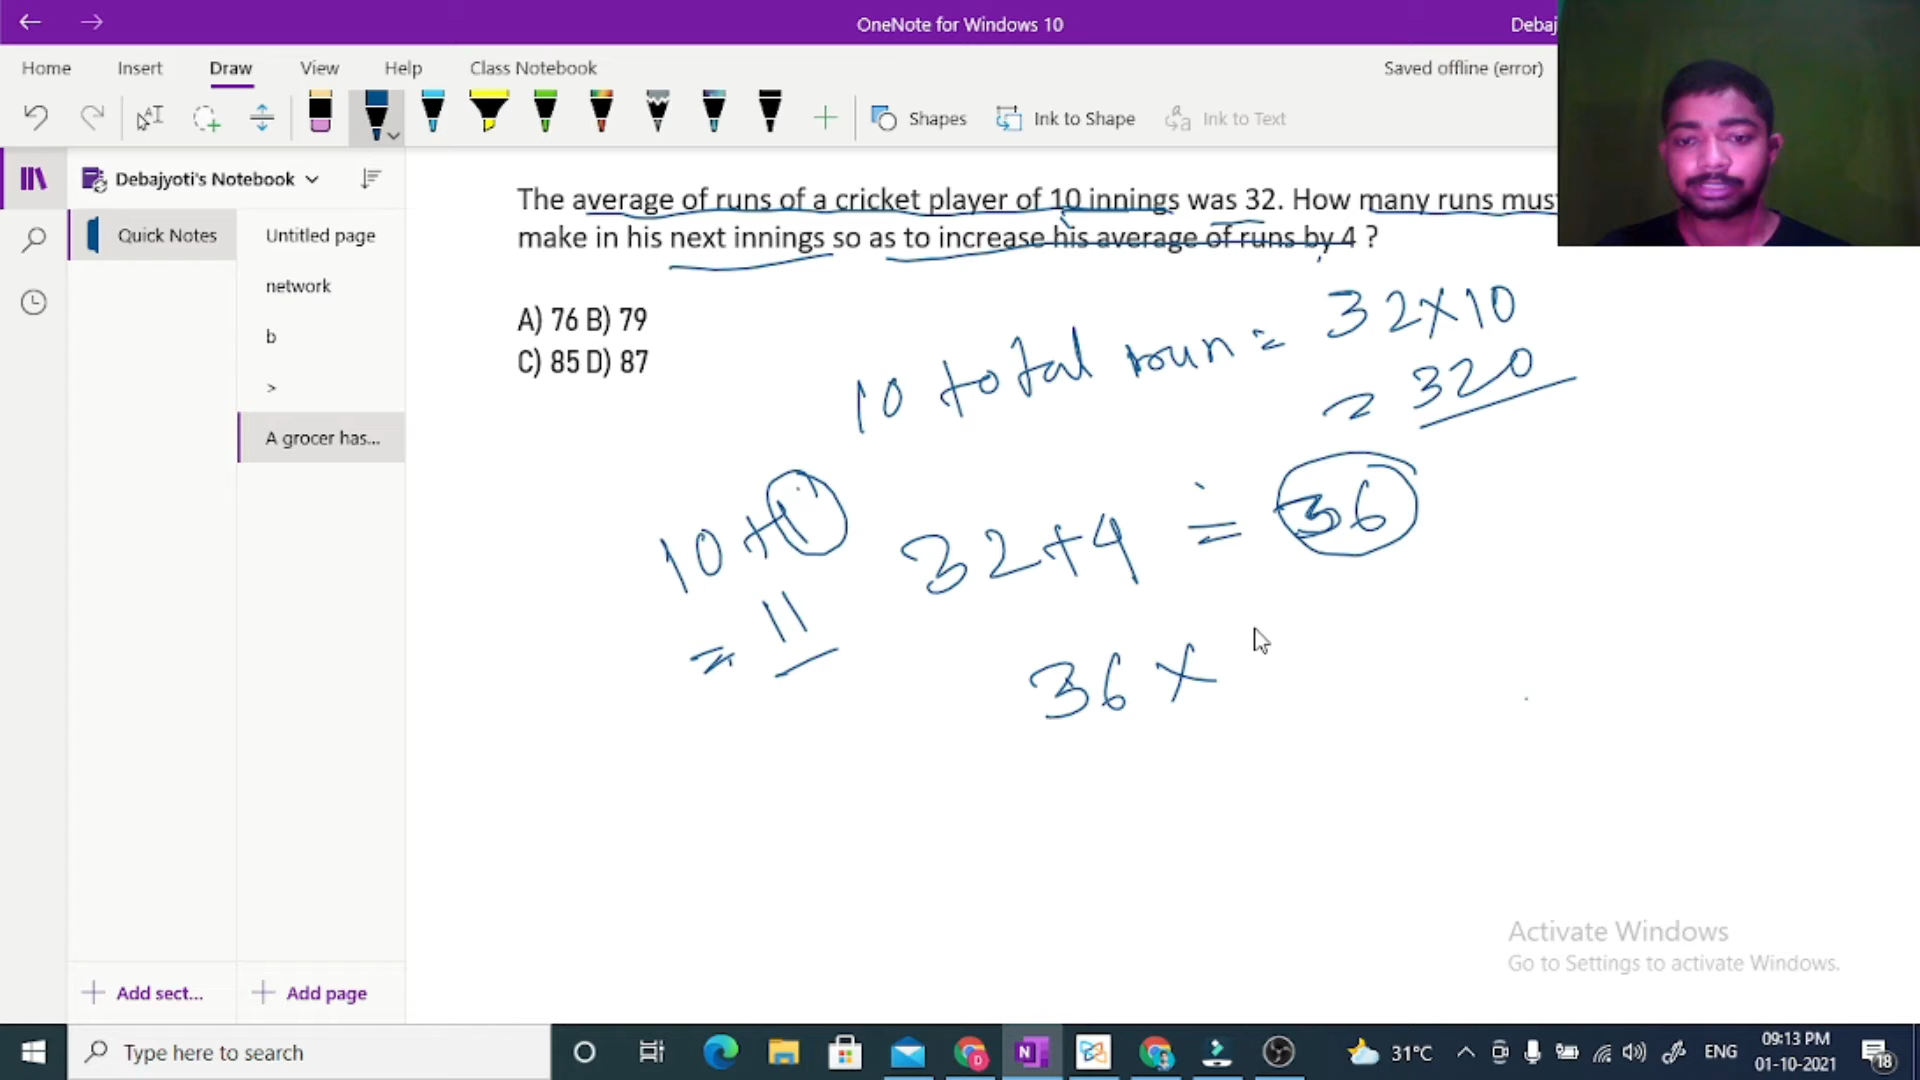 OneNote for Windows 10
Debaj
Home Insert Draw View Help Class Notebook
Saved offline (error)
Shapes Ink to Shape Ink to Text
Debajyoti's Notebook
Quick Notes
Untitled page
network
b
>
A grocer has...
The average of runs of a cricket player of 10 innings was 32. How many runs must
make in his next innings so as to increase his average of runs by 4 ?
A) 76 B) 79
C) 85 D) 87
10 total run = 32×10
= 320
10+1 32+4 = 36
= 11
36 ×
Activate Windows
Go to Settings to activate Windows.
Add sect... Add page
Type here to search
31°C ENG 09:13 PM
01-10-2021
18